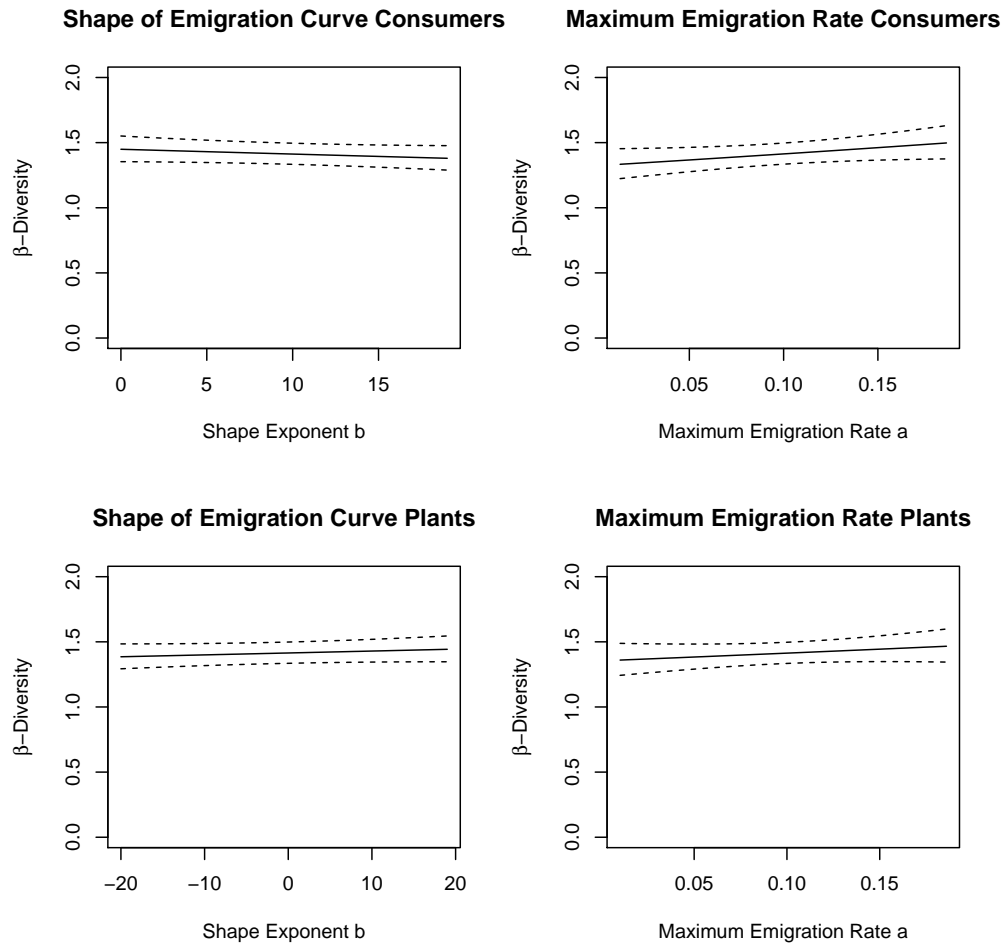 Shape of Emigration Curve Consumers
β−Diversity
2.0
1.5
1.0
0.5
0.0
0 5 10 15
Shape Exponent b
Maximum Emigration Rate Consumers
β−Diversity
2.0
1.5
1.0
0.5
0.0
0.05 0.10 0.15
Maximum Emigration Rate a
Shape of Emigration Curve Plants
β−Diversity
2.0
1.5
1.0
0.5
0.0
−20 −10 0 10 20
Shape Exponent b
Maximum Emigration Rate Plants
β−Diversity
2.0
1.5
1.0
0.5
0.0
0.05 0.10 0.15
Maximum Emigration Rate a